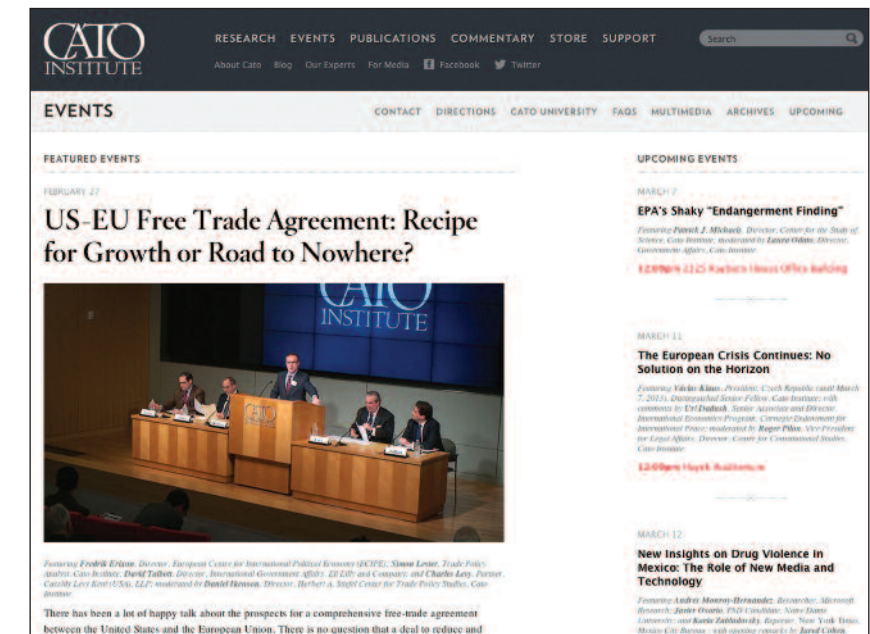 CATO
INSTITUTE
RESEARCH EVENTS PUBLICATIONS COMMENTARY STORE SUPPORT
Search
About Cato Blog Our Experts For Media Facebook Twitter
EVENTS
CONTACT DIRECTIONS CATO UNIVERSITY FAQS MULTIMEDIA ARCHIVES UPCOMING
FEATURED EVENTS
FEBRUARY 27
US-EU Free Trade Agreement: Recipe
for Growth or Road to Nowhere?
CATO
INSTITUTE
CATO
Featuring Fredrik Erixon, Director, European Centre for International Political Economy (ECIPE); Simon Lester, Trade Policy
Analyst, Cato Institute; David Talbot, Director, International Government Affairs, Eli Lilly and Company; and Charles Levy, Partner,
Cassidy Levy Kent (USA), LLP; moderated by Daniel Ikenson, Director, Herbert A. Stiefel Center for Trade Policy Studies, Cato
Institute.
There has been a lot of happy talk about the prospects for a comprehensive free-trade agreement
between the United States and the European Union. There is no question that a deal to reduce and
UPCOMING EVENTS
MARCH 7
EPA's Shaky "Endangerment Finding"
Featuring Patrick J. Michaels, Director, Center for the Study of
Science, Cato Institute; moderated by Laura Odato, Director,
Government Affairs, Cato Institute.
12:00pm 2325 Rayburn House Office Building
MARCH 11
The European Crisis Continues: No
Solution on the Horizon
Featuring Václav Klaus, President, Czech Republic (until March
7, 2013), Distinguished Senior Fellow, Cato Institute; with
comments by Uri Dadush, Senior Associate and Director,
International Economics Program, Carnegie Endowment for
International Peace; moderated by Roger Pilon, Vice President
for Legal Affairs, Director, Center for Constitutional Studies,
Cato Institute.
12:00pm Hayek Auditorium
MARCH 12
New Insights on Drug Violence in
Mexico: The Role of New Media and
Technology
Featuring Andrés Monroy-Hernández, Researcher, Microsoft
Research; Javier Osorio, PhD Candidate, Notre Dame
University; and Karla Zabludovsky, Reporter, New York Times,
Mexico City Bureau; with opening remarks by Jared Cohen,